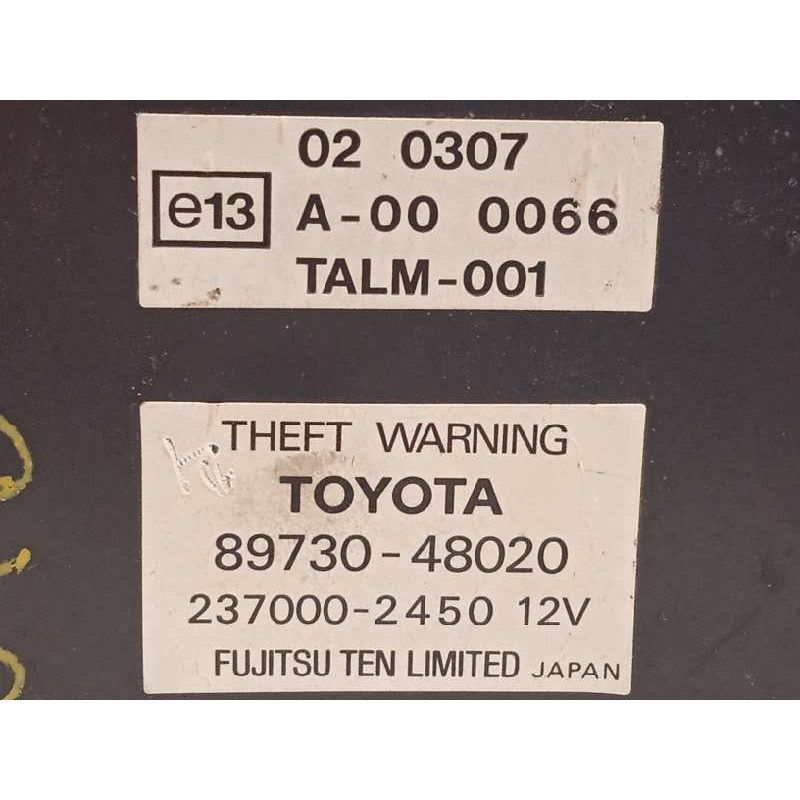 02 0307
e13 A-00 0066
TALM-001
THEFT WARNING
TOYOTA
89730-48020
237000-2450 12V
FUJITSU TEN LIMITED JAPAN